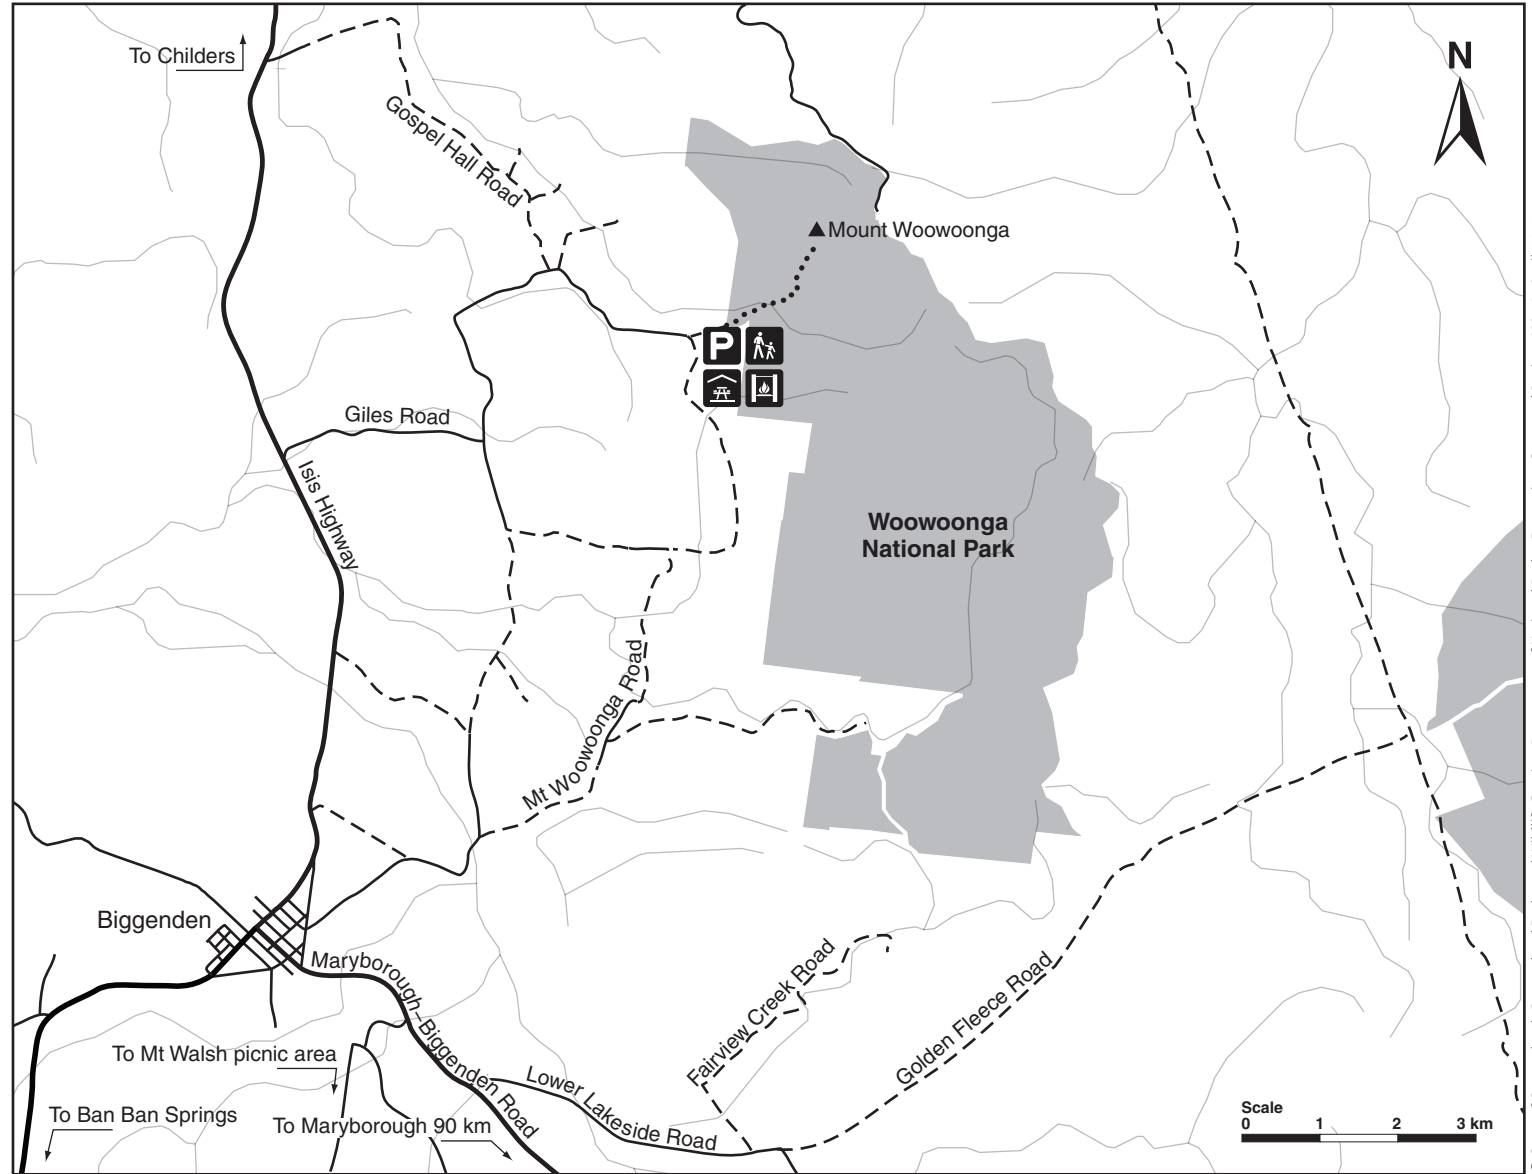 To Childers
N
Gospel Hall Road
Mount Woowoonga
P
Giles Road
Isis Highway
Woowoonga
National Park
Mt Woowoonga Road
Biggenden
Maryborough–Biggenden Road
Fairview Creek Road
Golden Fleece Road
To Mt Walsh picnic area
Lower Lakeside Road
To Ban Ban Springs
To Maryborough 90 km
Scale
0 1 2 3 km